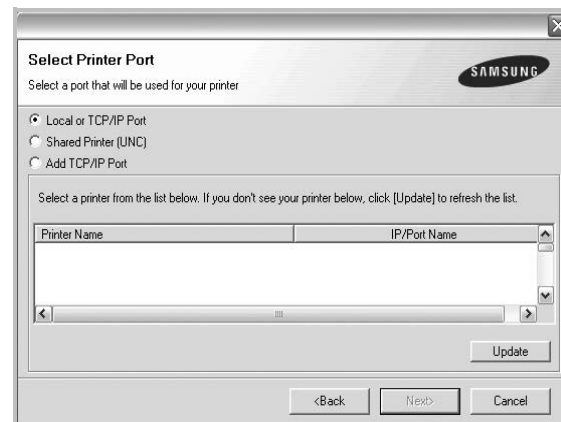 Select Printer Port
Select a port that will be used for your printer
SAMSUNG
Local or TCP/IP Port
Shared Printer (UNC)
Add TCP/IP Port
Select a printer from the list below. If you don't see your printer below, click [Update] to refresh the list.
Printer Name IP/Port Name
Update
<Back Next> Cancel